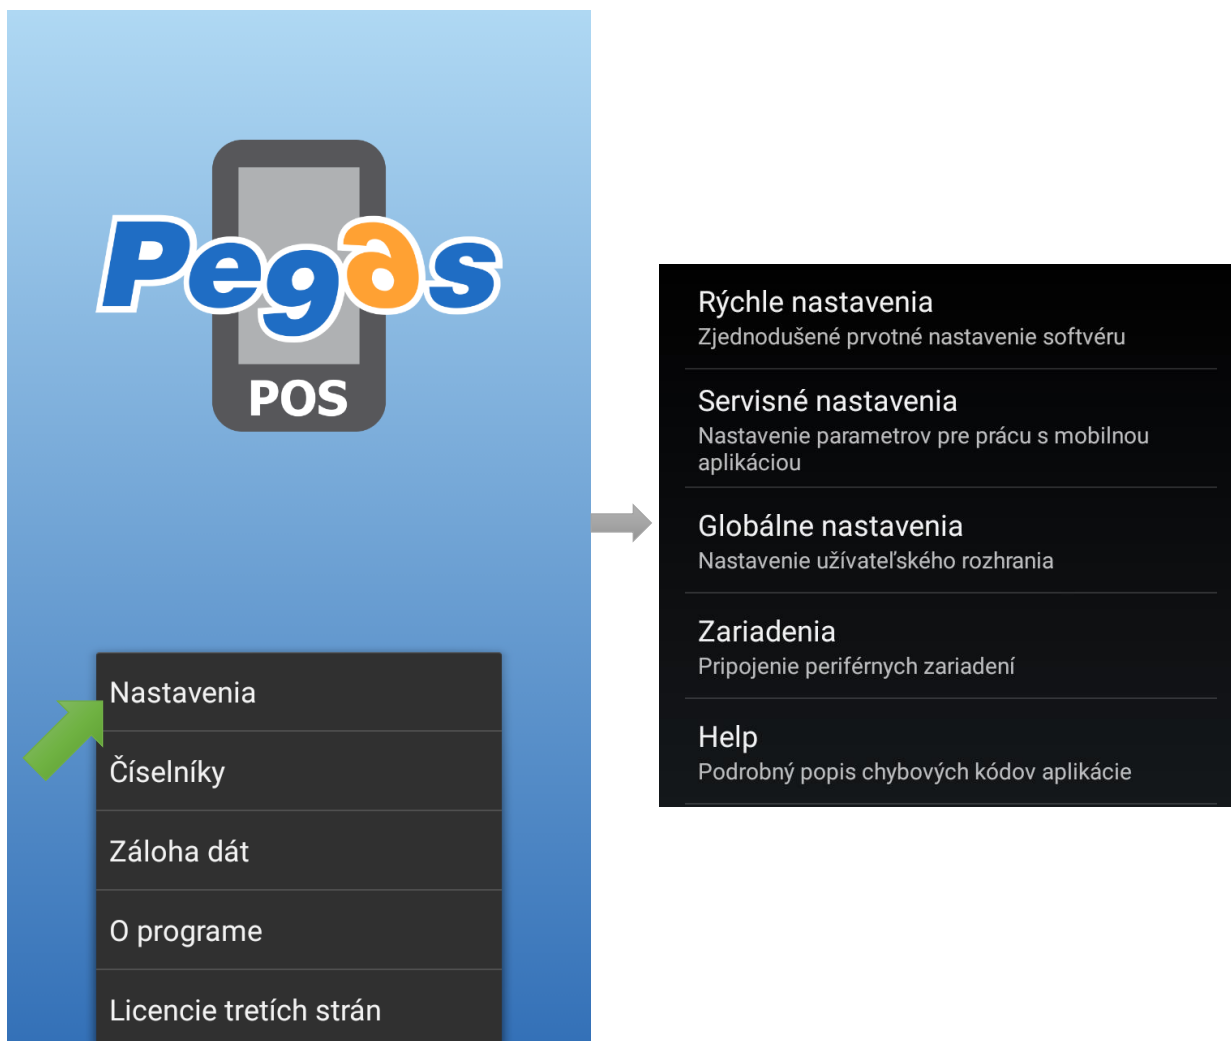 Pegas
POS
Nastavenia
Číselníky
Záloha dát
O programe
Licencie tretích strán
Rýchle nastavenia
Zjednodušené prvotné nastavenie softvéru
Servisné nastavenia
Nastavenie parametrov pre prácu s mobilnou
aplikáciou
Globálne nastavenia
Nastavenie užívateľského rozhrania
Zariadenia
Pripojenie periférnych zariadení
Help
Podrobný popis chybových kódov aplikácie